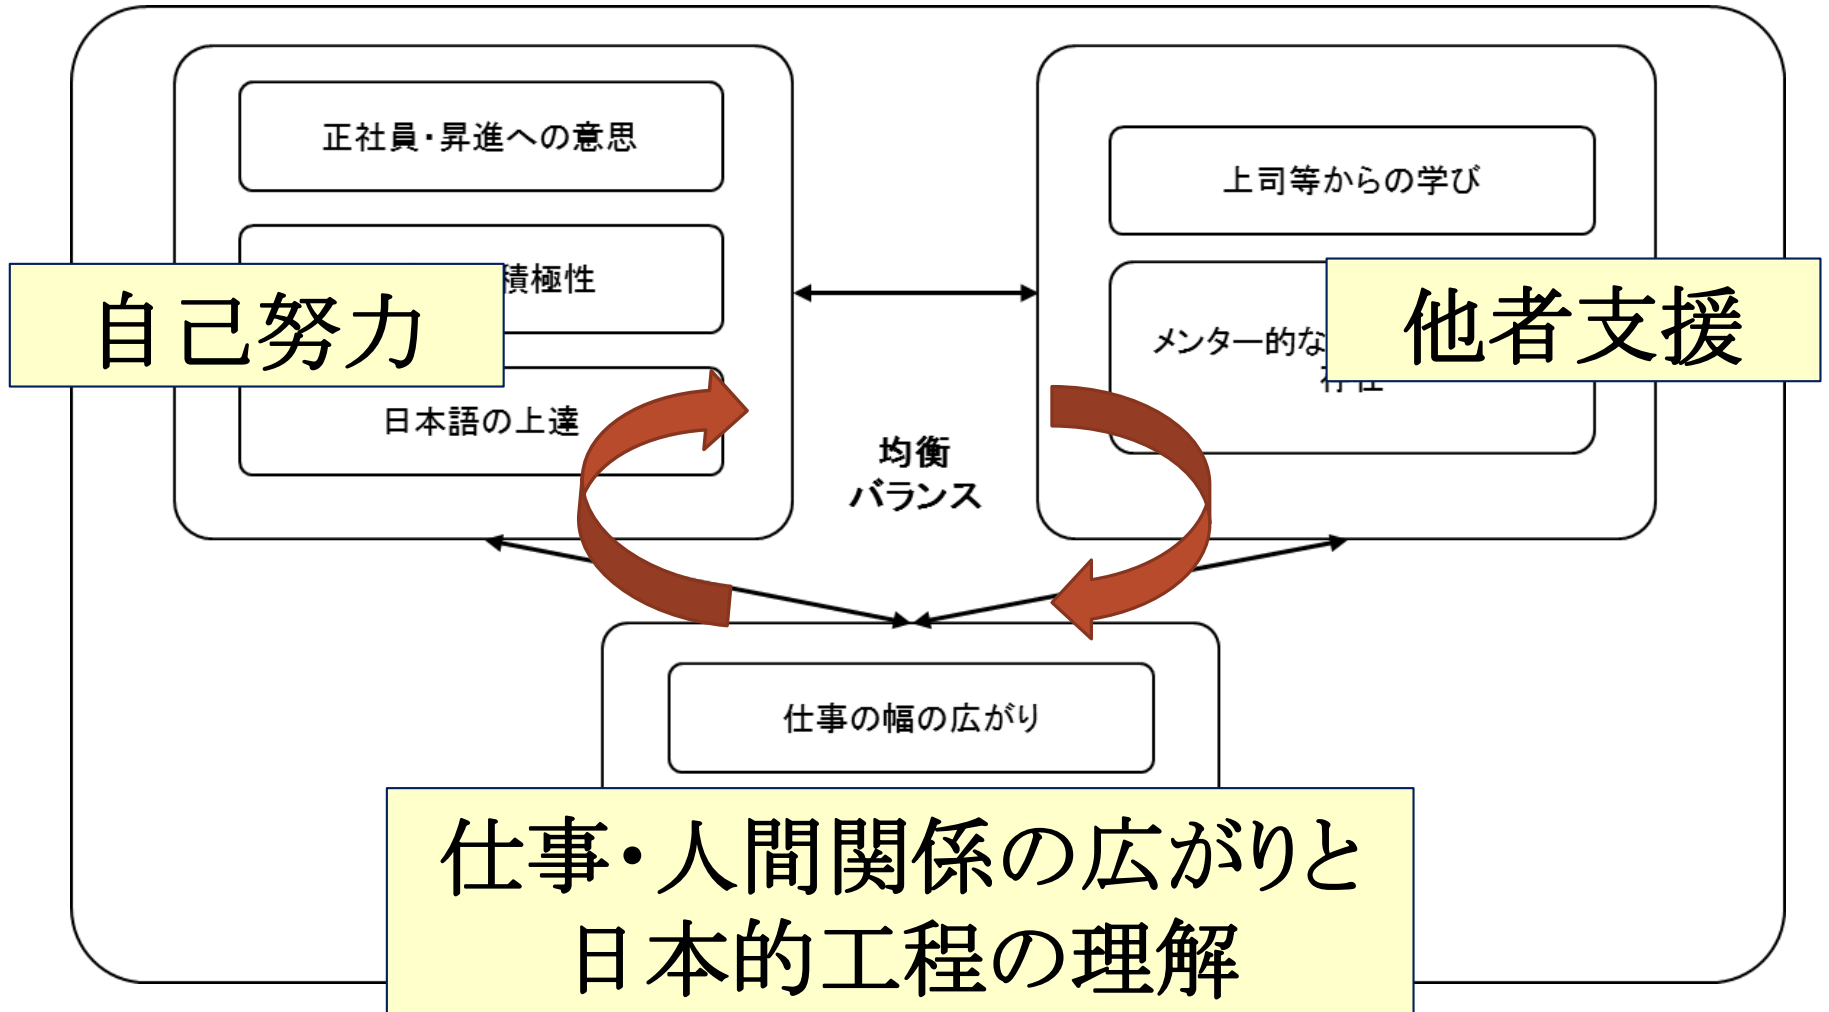 正社員・昇進への意思
積極性
自己努力
日本語の上達
上司等からの学び
メンター的な
他者支援
均衡
バランス
仕事の幅の広がり
仕事・人間関係の広がりと
日本的工程の理解